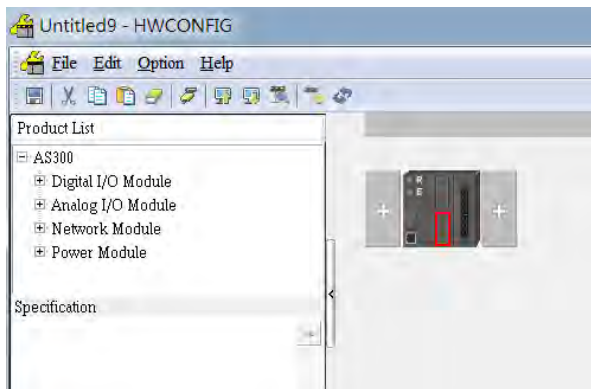 Untitled9 - HWCONFIG
File Edit Option Help
Product List
AS300
Digital I/O Module
Analog I/O Module
Network Module
Power Module
Specification
R
E